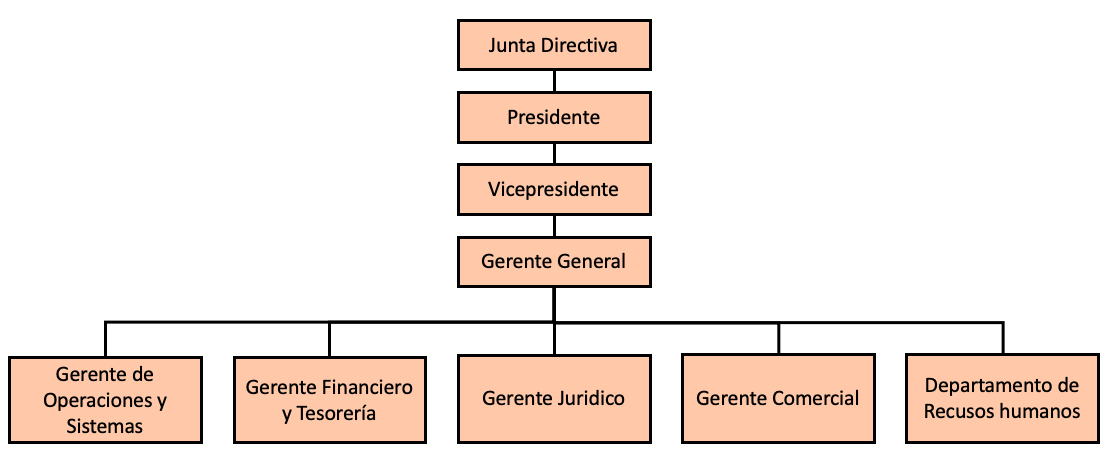 Junta Directiva
Presidente
Vicepresidente
Gerente General
Gerente de
Operaciones y
Sistemas
Gerente Financiero
y Tesorería
Gerente Juridico
Gerente Comercial
Departamento de
Recusos humanos